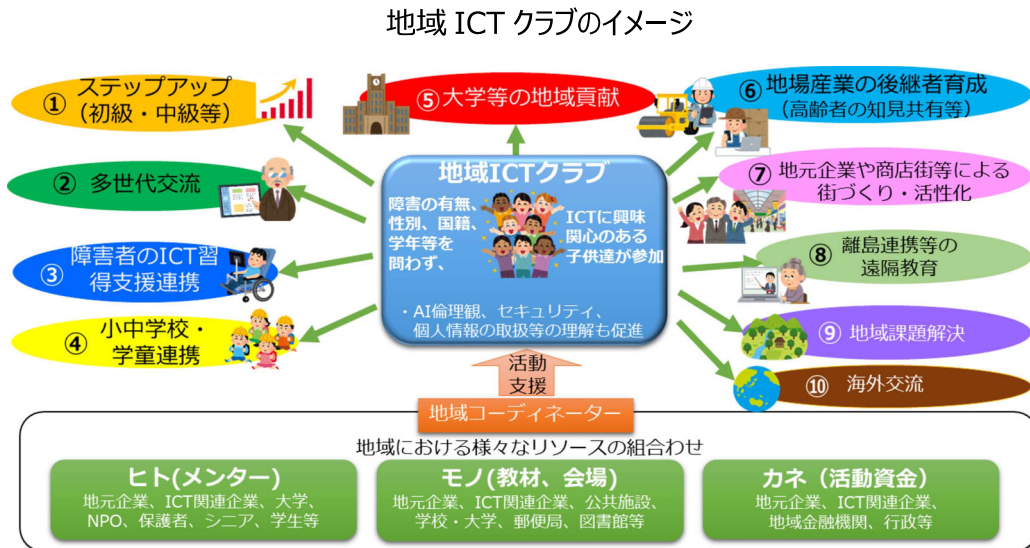 地域 ICT クラブのイメージ
① ステップアップ
(初級・中級等)
② 多世代交流
③ 障害者のICT習
得支援連携
④ 小中学校・
学童連携
⑤ 大学等の地域貢献
⑥ 地場産業の後継者育成
(高齢者の知見共有等)
⑦ 地元企業や商店街等による
街づくり・活性化
⑧ 離島連携等の
遠隔教育
⑨ 地域課題解決
⑩ 海外交流
地域ICTクラブ
障害の有無、
性別、国籍、
学年等を
問わず、
ICTに興味
関心のある
子供達が参加
・AI倫理観、セキュリティ、
個人情報の取扱等の理解も促進
活動
支援
地域コーディネーター
地域における様々なリソースの組合わせ
ヒト(メンター)
地元企業、ICT関連企業、大学、
NPO、保護者、シニア、学生等
モノ(教材、会場)
地元企業、ICT関連企業、公共施設、
学校・大学、郵便局、図書館等
カネ（活動資金）
地元企業、ICT関連企業、
地域金融機関、行政等